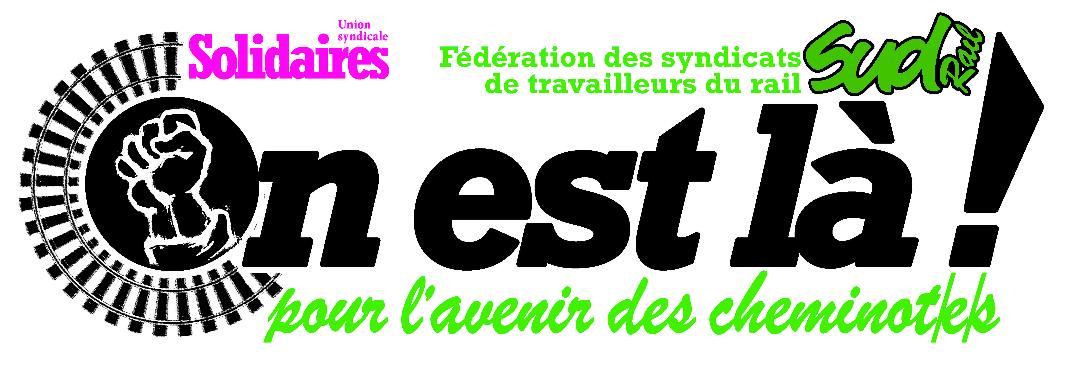 Union
syndicale
Solidaires
Fédération des syndicats
de travailleurs du rail
Sud
Rail
On est là !
pour l'avenir des cheminot/e/s